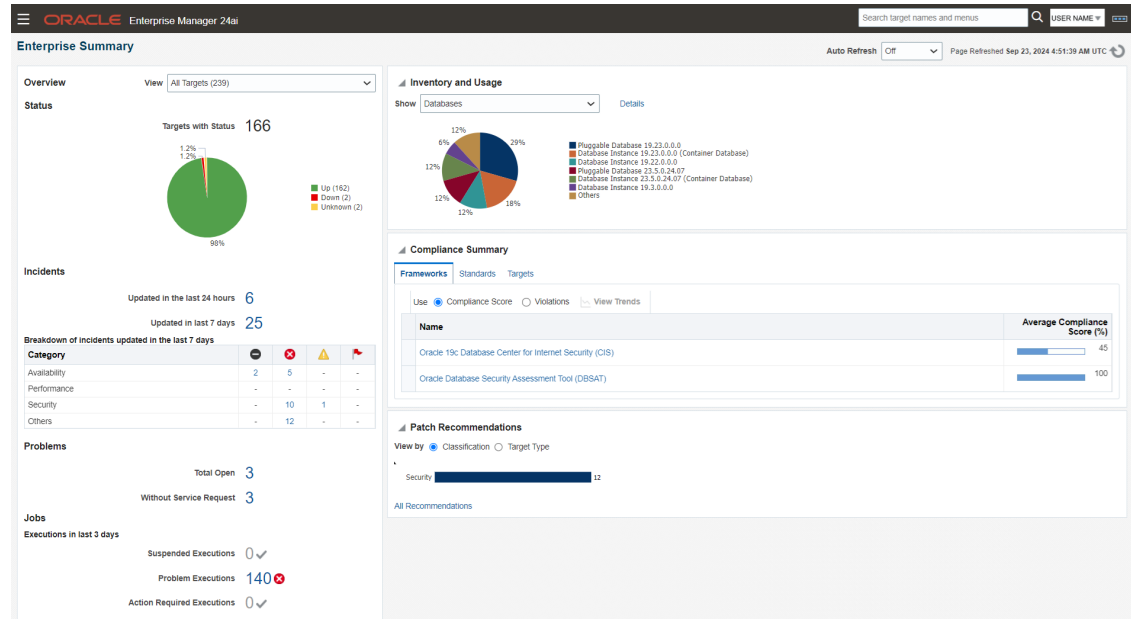 ORACLE Enterprise Manager 24ai
Search target names and menus
USER NAME
Enterprise Summary
Auto Refresh Off Page Refreshed Sep 23, 2024 4:51:39 AM UTC
Overview View All Targets (239)
Status
Targets with Status 166
1.2%
1.2%
98%
Up (162)
Down (2)
Unknown (2)
Incidents
Updated in the last 24 hours 6
Updated in last 7 days 25
Breakdown of incidents updated in the last 7 days
Category
Availability 2 5 - -
Performance - - - -
Security - 10 1 -
Others - 12 - -
Problems
Total Open 3
Without Service Request 3
Jobs
Executions in last 3 days
Suspended Executions 0
Problem Executions 140
Action Required Executions 0
Inventory and Usage
Show Databases Details
12%
29%
6%
12%
12%
12%
18%
Pluggable Database 19.23.0.0.0
Database Instance 19.23.0.0.0 (Container Database)
Database Instance 19.22.0.0.0
Pluggable Database 23.5.0.24.07
Database Instance 23.5.0.24.07 (Container Database)
Database Instance 19.3.0.0.0
Others
Compliance Summary
Frameworks Standards Targets
Use Compliance Score Violations View Trends
Name Average Compliance
Score (%)
Oracle 19c Database Center for Internet Security (CIS) 45
Oracle Database Security Assessment Tool (DBSAT) 100
Patch Recommendations
View by Classification Target Type
Security 12
All Recommendations